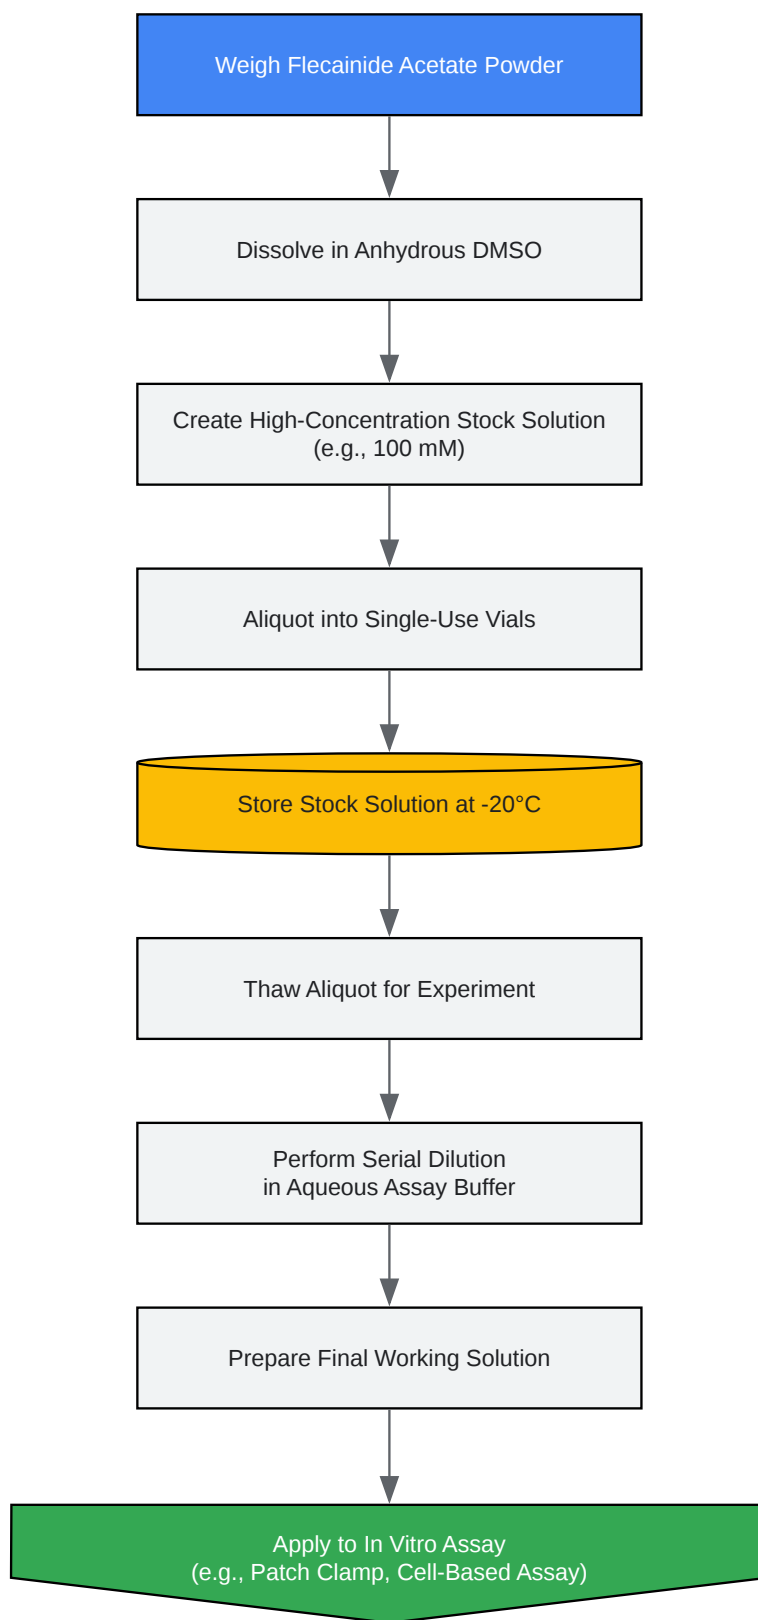 Weigh Flecainide Acetate Powder
Dissolve in Anhydrous DMSO
Create High-Concentration Stock Solution
(e.g., 100 mM)
Aliquot into Single-Use Vials
Store Stock Solution at -20°C
Thaw Aliquot for Experiment
Perform Serial Dilution
in Aqueous Assay Buffer
Prepare Final Working Solution
Apply to In Vitro Assay
(e.g., Patch Clamp, Cell-Based Assay)